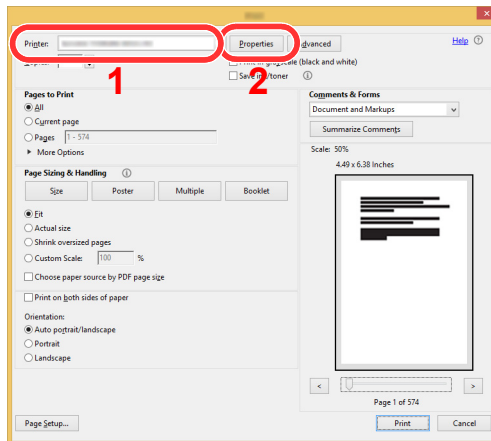 Printer:
Properties
Advanced
Help
Copies:
Print in grayscale (black and white)
Save ink/toner
1
2
Pages to Print
All
Current page
Pages
1 - 574
More Options
Comments & Forms
Document and Markups
Summarize Comments
Page Sizing & Handling
Size
Poster
Multiple
Booklet
Fit
Actual size
Shrink oversized pages
Custom Scale:
100
%
Choose paper source by PDF page size
Print on both sides of paper
Orientation:
Auto portrait/landscape
Portrait
Landscape
Scale: 50%
4.49 x 6.38 Inches
<
>
Page 1 of 574
Page Setup...
Print
Cancel